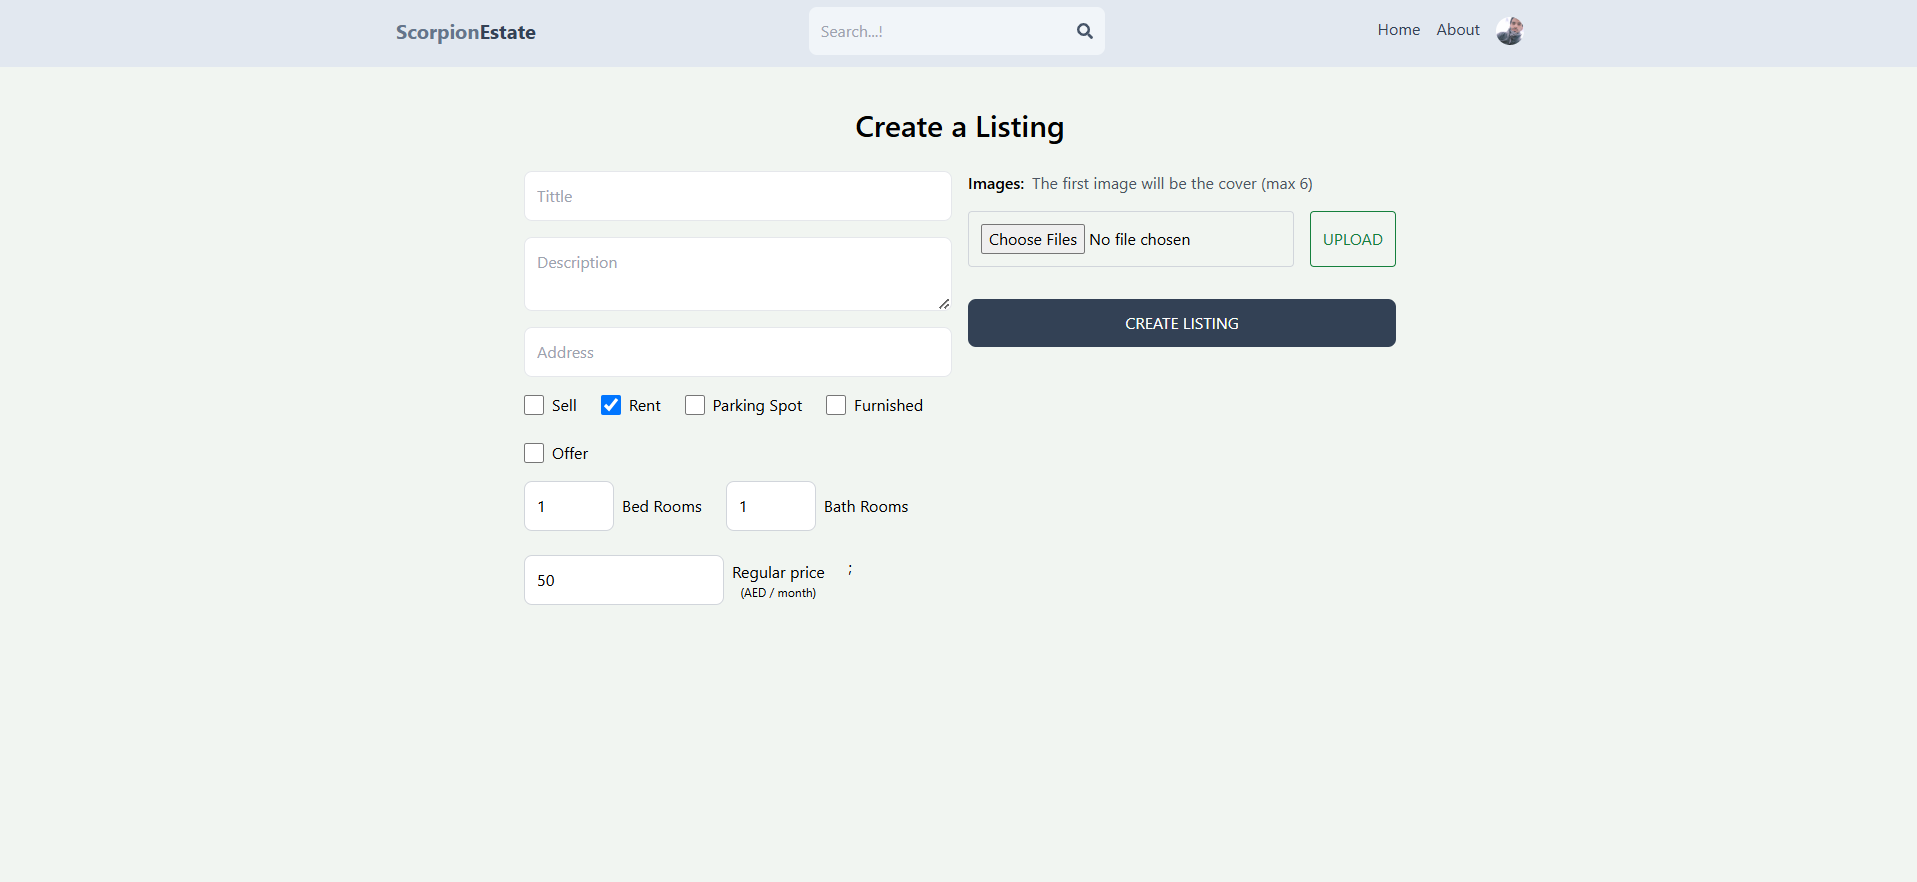 ScorpionEstate
Search...!
Home About
Create a Listing
Tittle
Description
Address
Sell Rent Parking Spot Furnished
Offer
1 Bed Rooms 1 Bath Rooms
50 Regular price ;
(AED / month)
Images: The first image will be the cover (max 6)
Choose Files No file chosen UPLOAD
CREATE LISTING